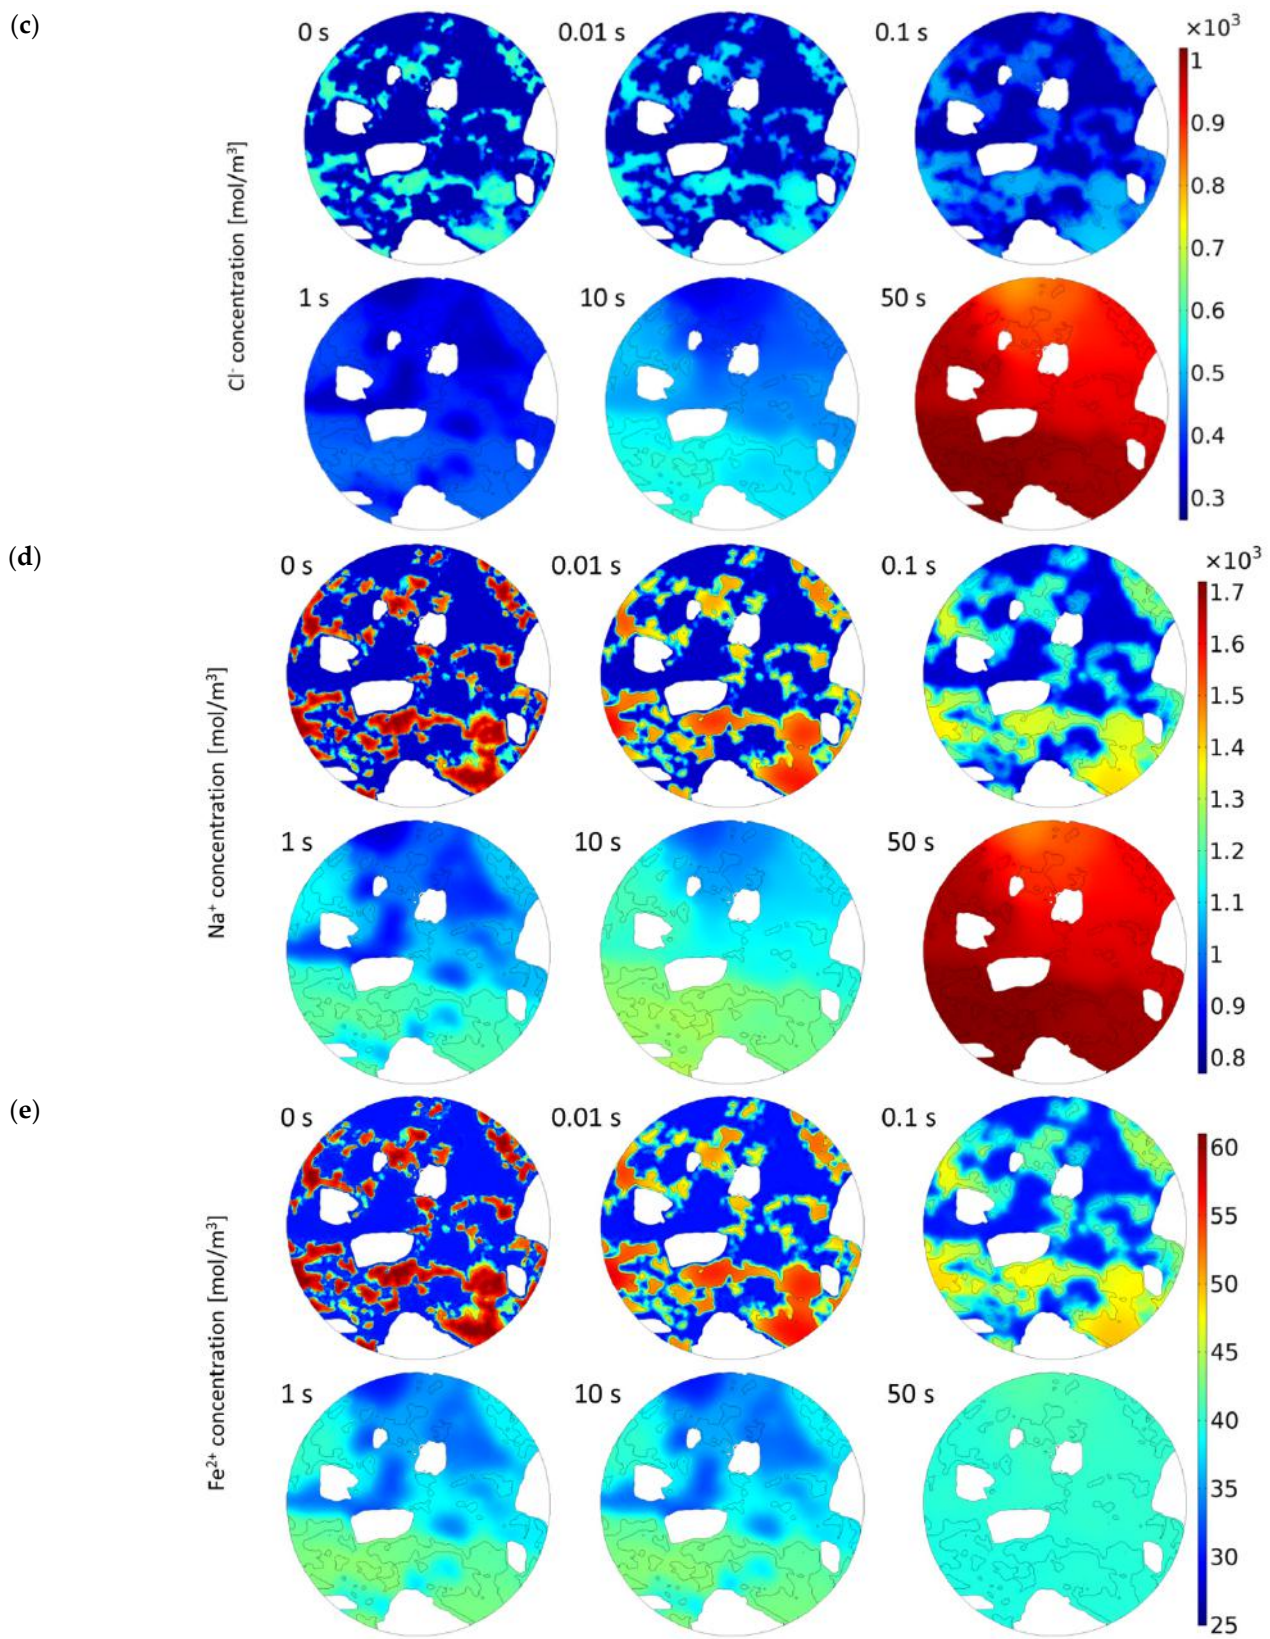 (c)
0 s
0.01 s
0.1 s
×10³
1
0.9
0.8
0.7
0.6
0.5
0.4
0.3
Cl⁻ concentration [mol/m³]
1 s
10 s
50 s
(d)
0 s
0.01 s
0.1 s
×10³
1.7
1.6
1.5
1.4
1.3
1.2
1.1
1
0.9
0.8
Na⁺ concentration [mol/m³]
1 s
10 s
50 s
(e)
0 s
0.01 s
0.1 s
60
55
50
45
40
35
30
25
Fe²⁺ concentration [mol/m³]
1 s
10 s
50 s